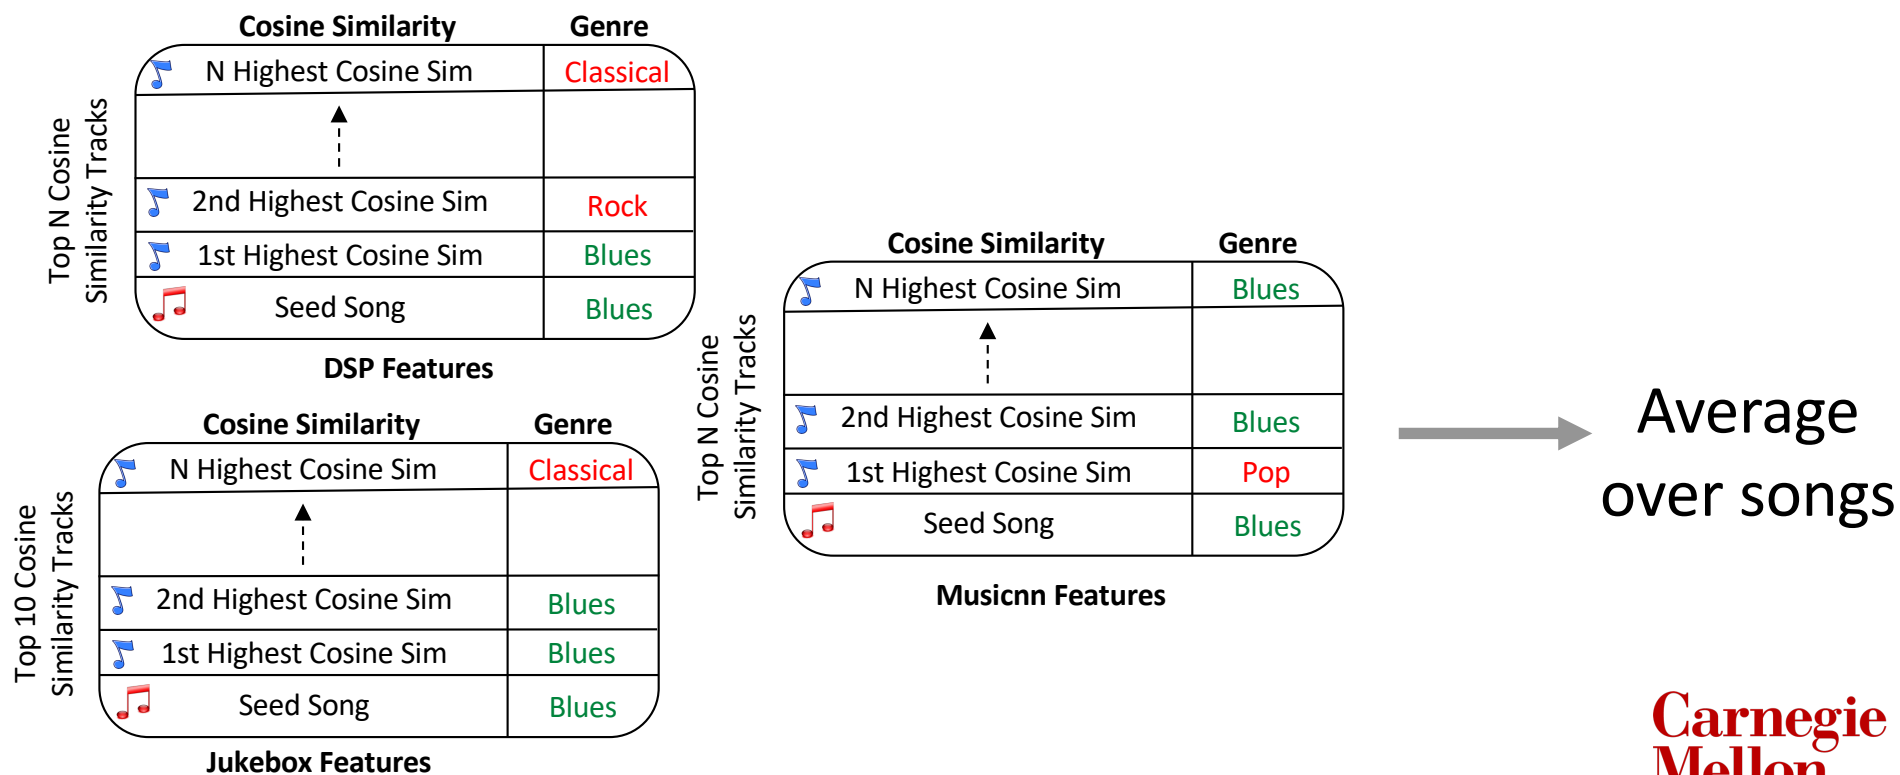 Cosine Similarity Genre
N Highest Cosine Sim Classical
2nd Highest Cosine Sim Rock
1st Highest Cosine Sim Blues
Seed Song Blues
Top N Cosine
Similarity Tracks
DSP Features
Cosine Similarity Genre
N Highest Cosine Sim Classical
2nd Highest Cosine Sim Blues
1st Highest Cosine Sim Blues
Seed Song Blues
Top 10 Cosine
Similarity Tracks
Jukebox Features
Cosine Similarity Genre
N Highest Cosine Sim Blues
2nd Highest Cosine Sim Blues
1st Highest Cosine Sim Pop
Seed Song Blues
Top N Cosine
Similarity Tracks
Musicnn Features
Average
over songs
Carnegie
Mellon